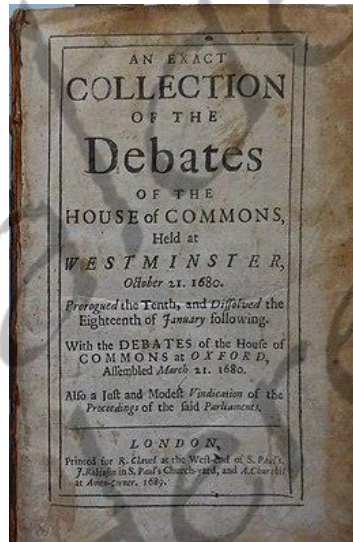 AN EXACT
COLLECTION
OF THE
Debates
OF THE
HOUSE of COMMONS,
Held at
WESTMINSTER,
October 21. 1680.
Prorogued the Tenth, and Dissolved the
Eighteenth of January following.
With the DEBATES of the House of
COMMONS at OXFORD,
Assembled March 21. 1680.
Also a Just and Modest Vindication of the
Proceedings of the said Parliaments.
LONDON,
Printed for R. Clavel at the West-end of S. Paul's,
J. Robinson in S. Paul's Church-yard, and A. Churchil
at Amen-Corner. 1689.